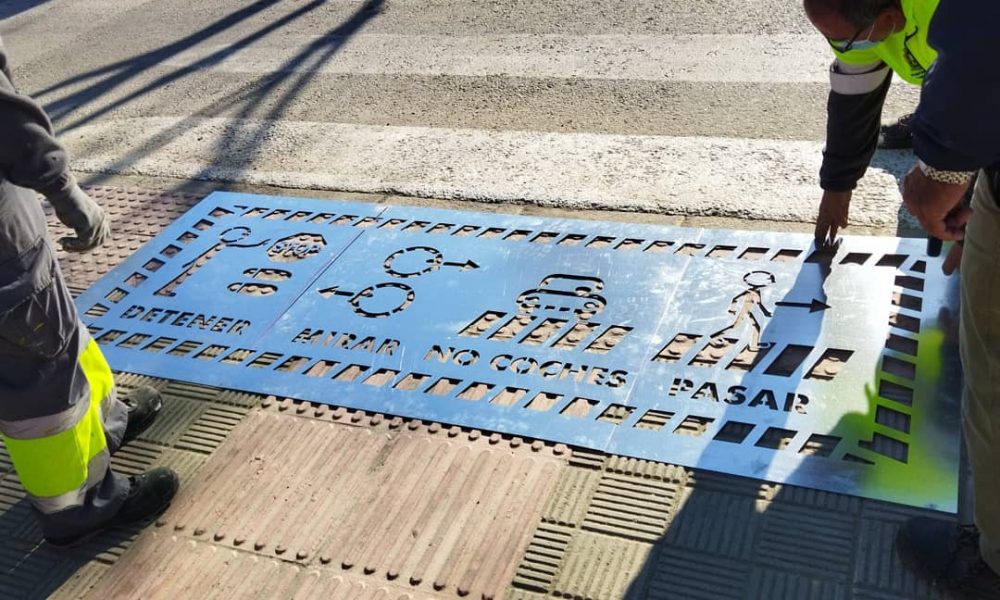 STOP
DETENER
MIRAR
NO COCHES
PASAR